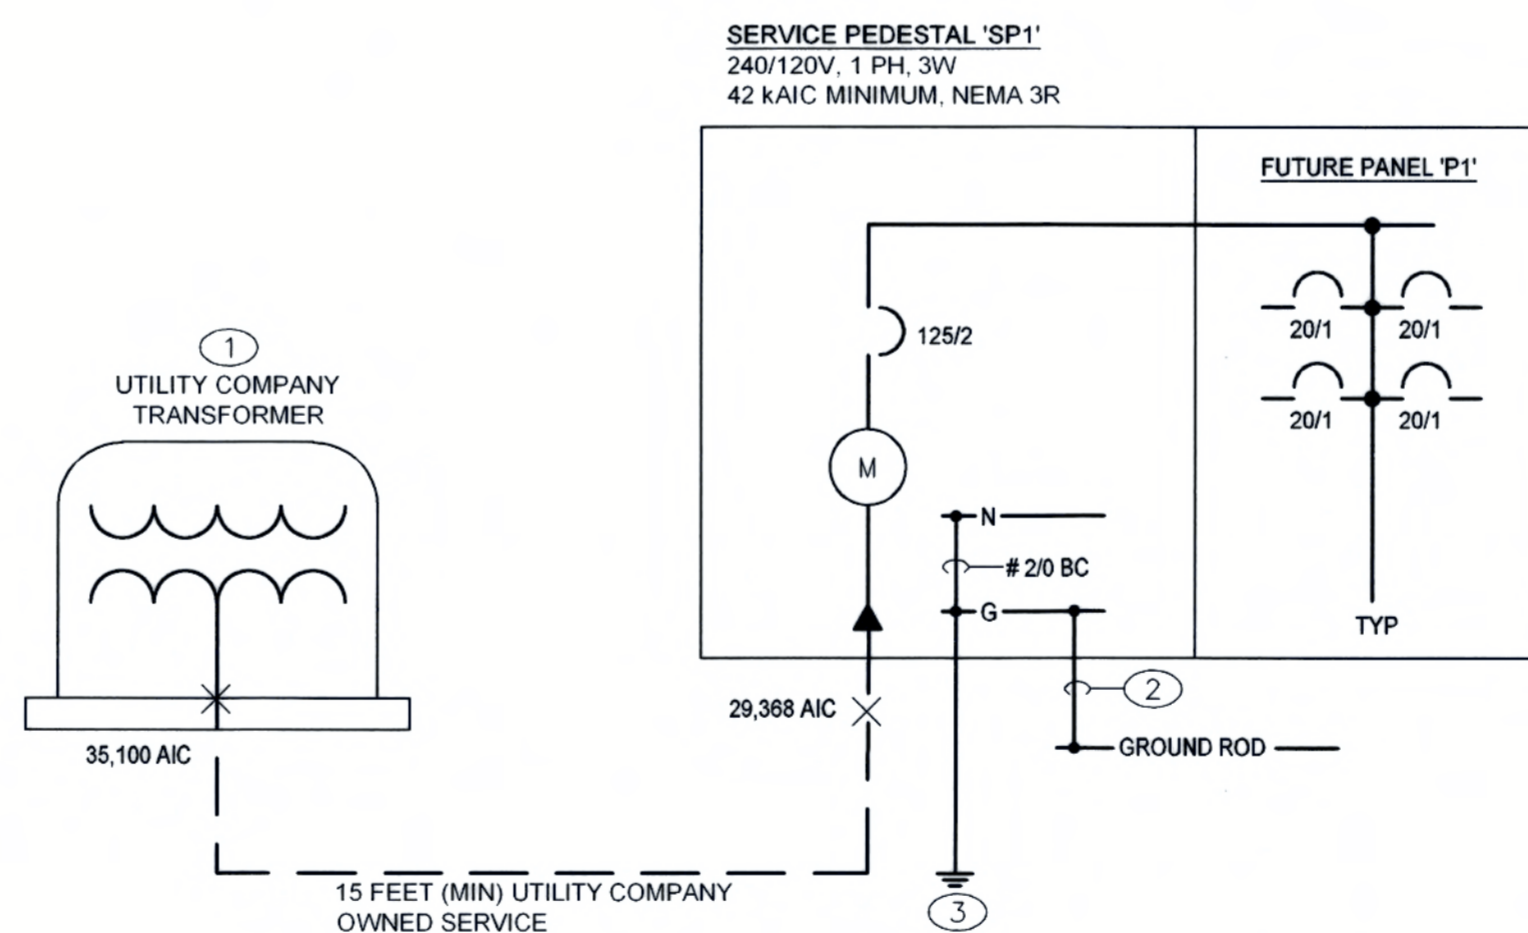 SERVICE PEDESTAL 'SP1'
240/120V, 1 PH, 3W
42 kAIC MINIMUM, NEMA 3R
FUTURE PANEL 'P1'
20/1
20/1
20/1
20/1
TYP
125/2
M
N
# 2/0 BC
G
2
GROUND ROD
3
29,368 AIC
1
UTILITY COMPANY
TRANSFORMER
35,100 AIC
15 FEET (MIN) UTILITY COMPANY
OWNED SERVICE